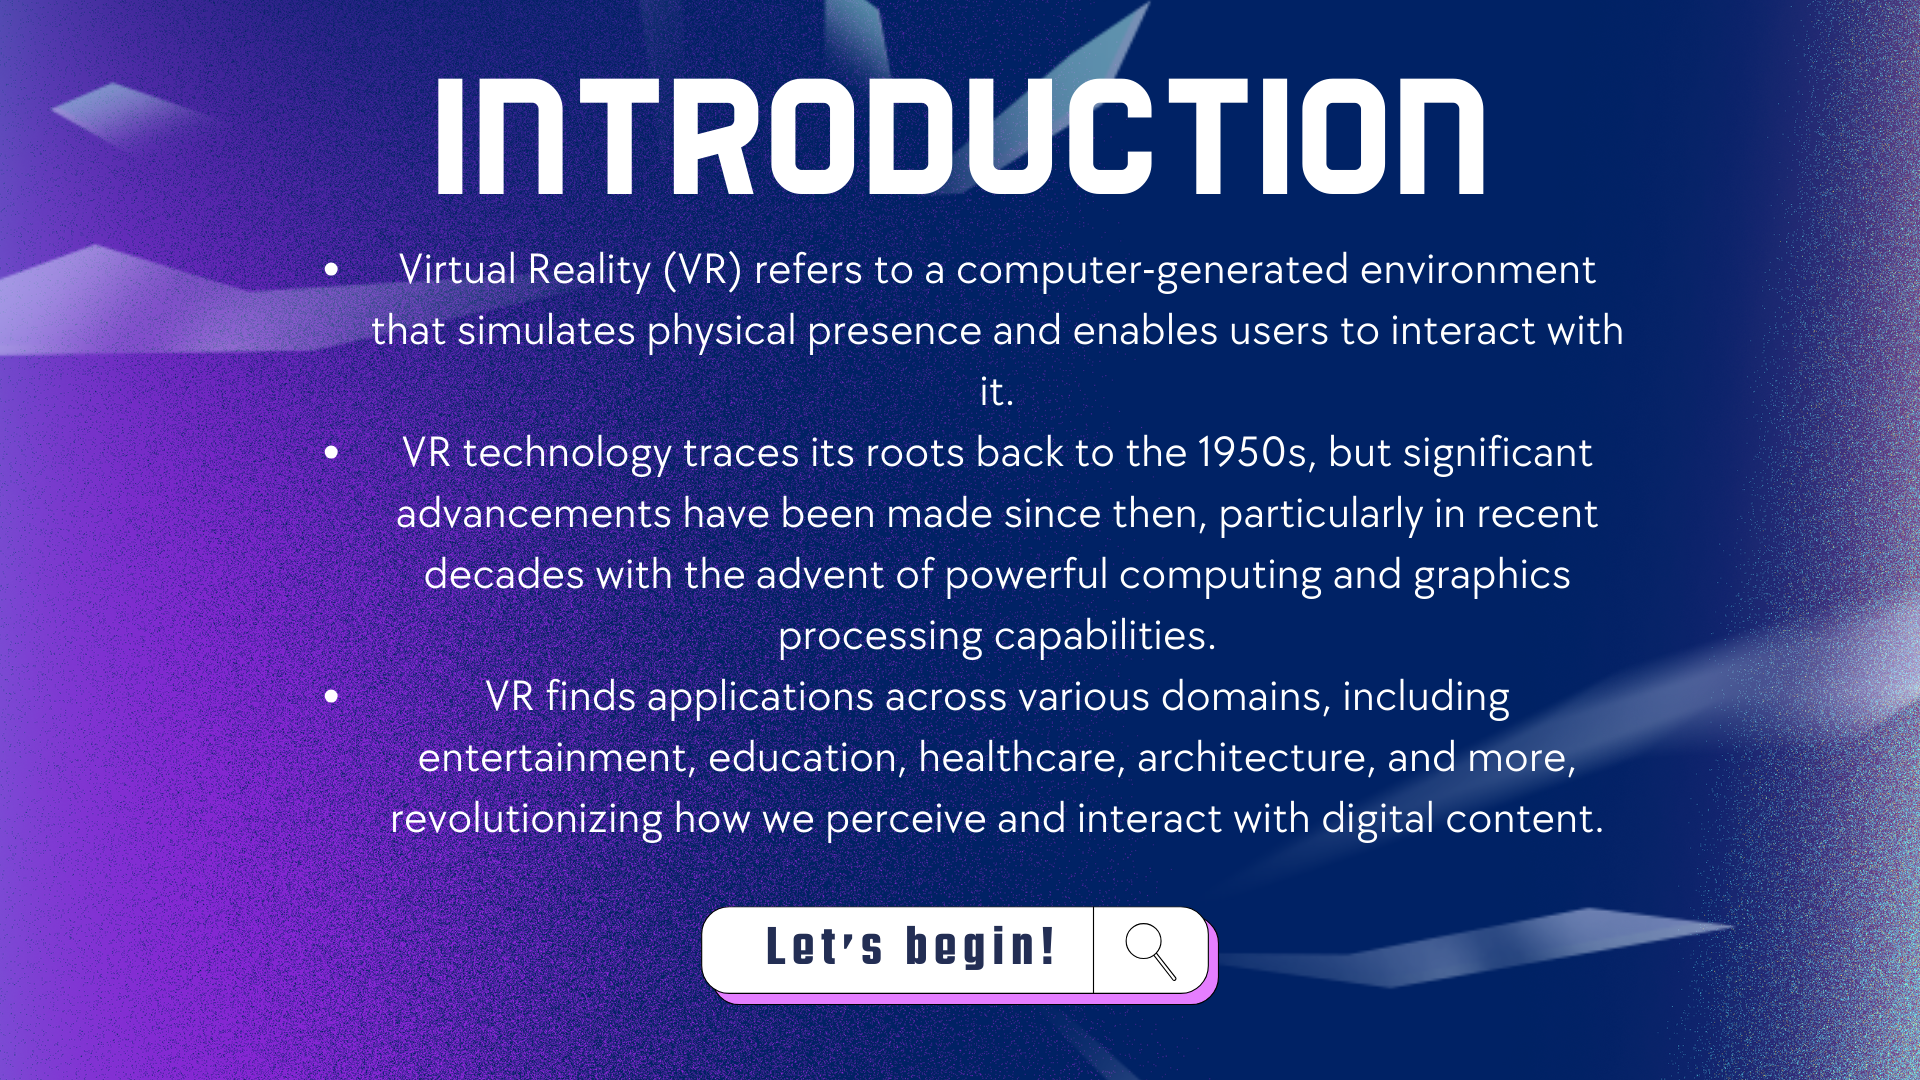 INTRODUCTION
• Virtual Reality (VR) refers to a computer-generated environment
that simulates physical presence and enables users to interact with
it.
• VR technology traces its roots back to the 1950s, but significant
advancements have been made since then, particularly in recent
decades with the advent of powerful computing and graphics
processing capabilities.
• VR finds applications across various domains, including
entertainment, education, healthcare, architecture, and more,
revolutionizing how we perceive and interact with digital content.
Let's begin!